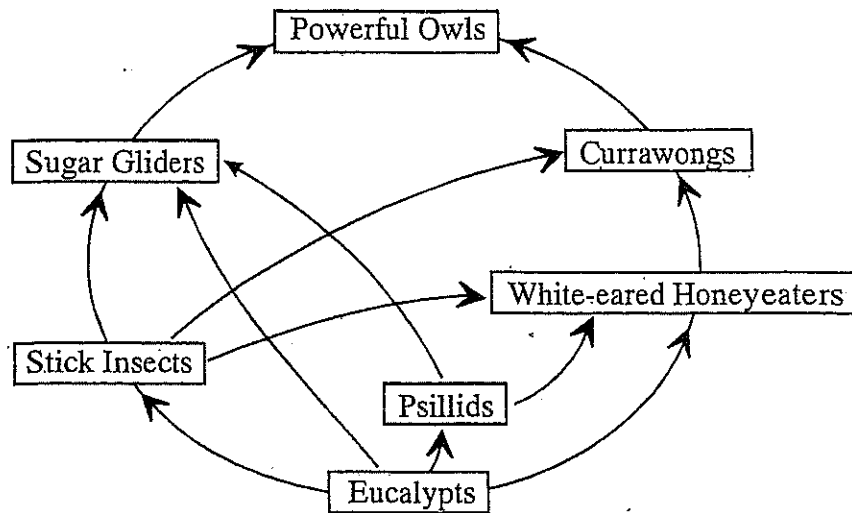 Powerful Owls
Sugar Gliders
Currawongs
White-eared Honeyeaters
Stick Insects
Psillids
Eucalypts